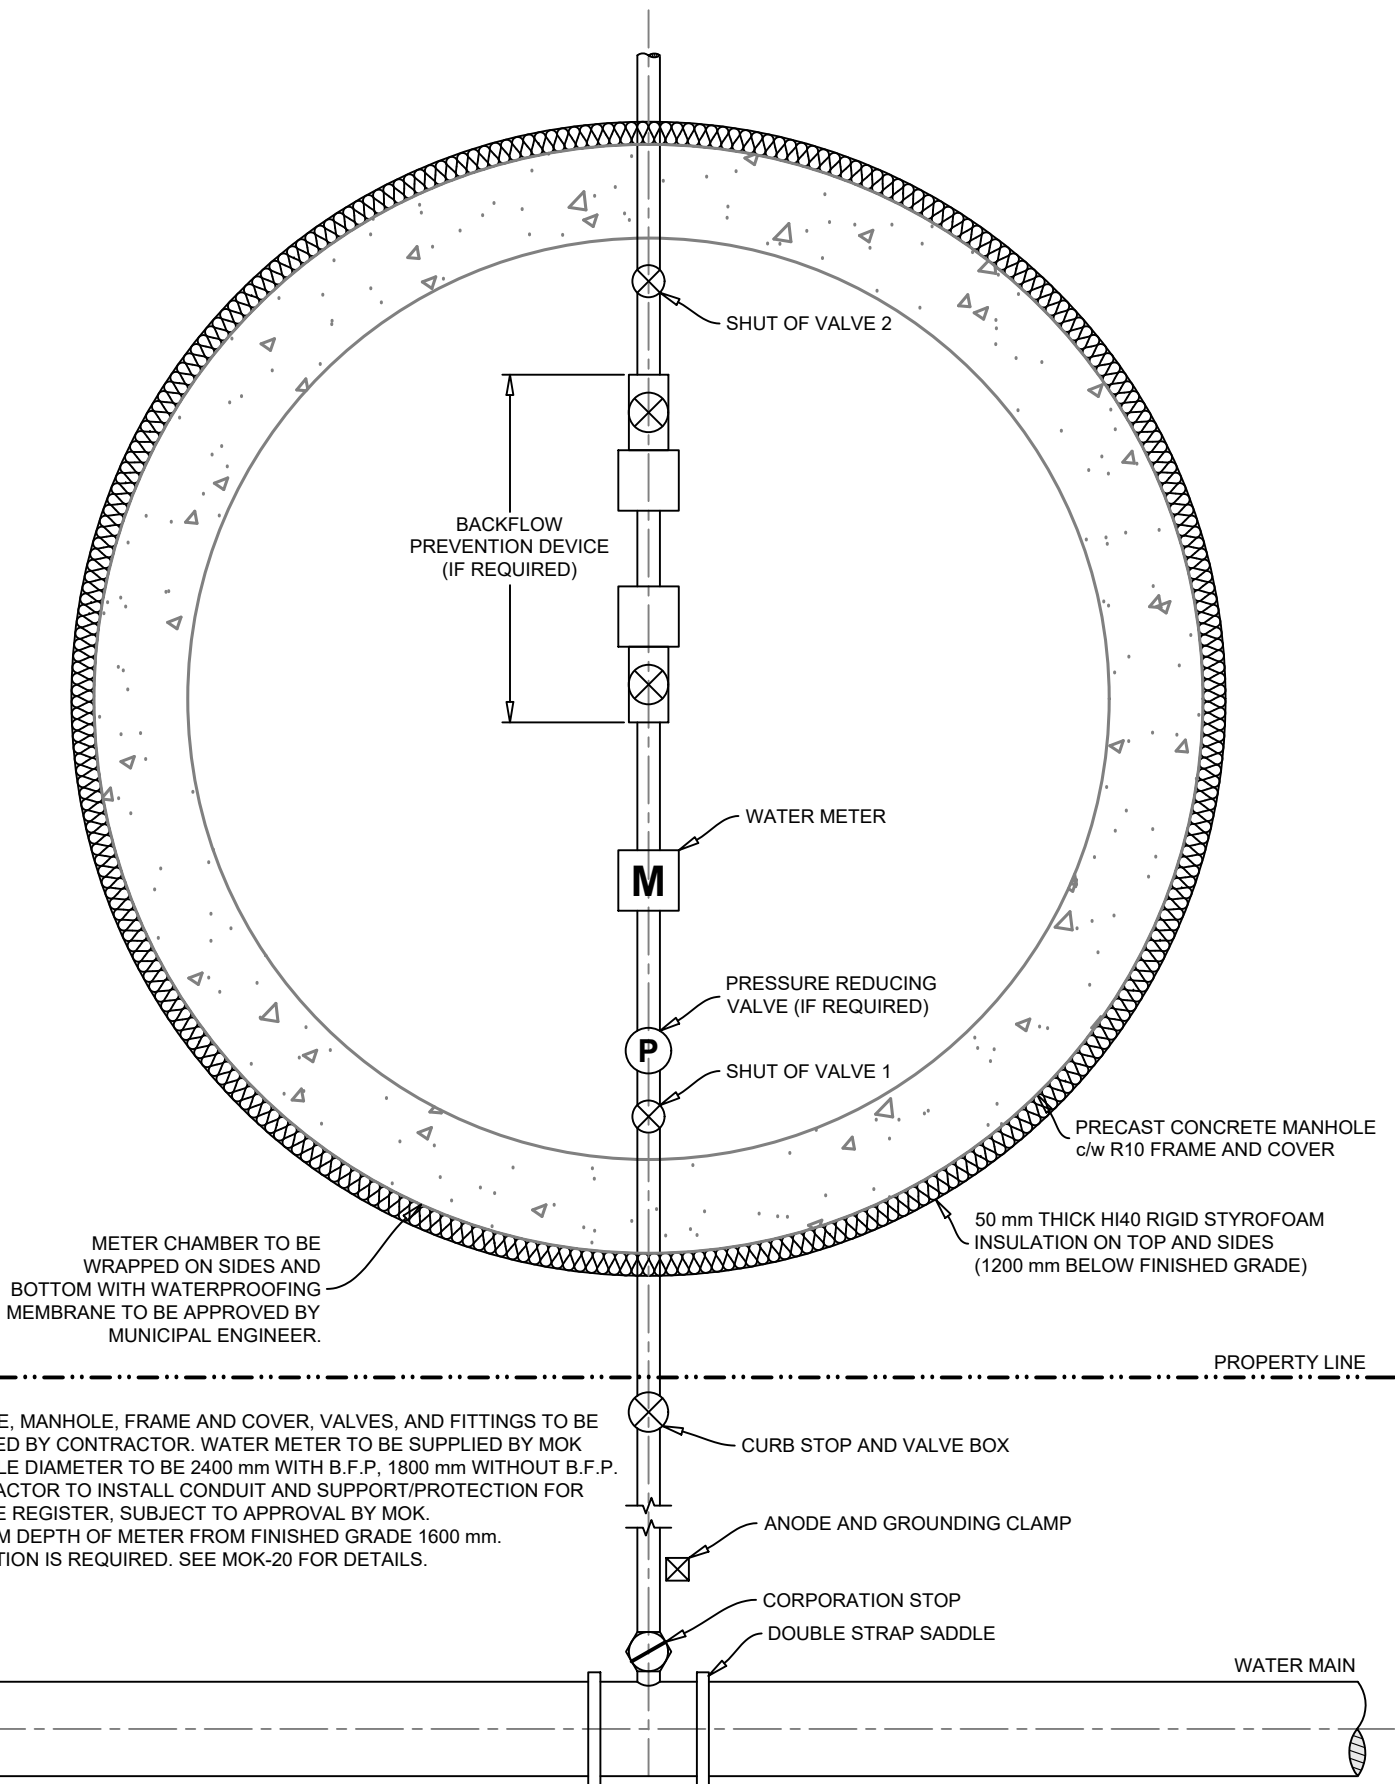 SHUT OF VALVE 2
BACKFLOW
PREVENTION DEVICE
(IF REQUIRED)
WATER METER
M
PRESSURE REDUCING
VALVE (IF REQUIRED)
P
SHUT OF VALVE 1
PRECAST CONCRETE MANHOLE
c/w R10 FRAME AND COVER
50 mm THICK HI40 RIGID STYROFOAM
INSULATION ON TOP AND SIDES
(1200 mm BELOW FINISHED GRADE)
METER CHAMBER TO BE
WRAPPED ON SIDES AND
BOTTOM WITH WATERPROOFING
MEMBRANE TO BE APPROVED BY
MUNICIPAL ENGINEER.
PROPERTY LINE
MANHOLE, FRAME AND COVER, VALVES, AND FITTINGS TO BE
BY CONTRACTOR. WATER METER TO BE SUPPLIED BY MOK
DIAMETER TO BE 2400 mm WITH B.F.P, 1800 mm WITHOUT B.F.P.
TO INSTALL CONDUIT AND SUPPORT/PROTECTION FOR
REGISTER, SUBJECT TO APPROVAL BY MOK.
DEPTH OF METER FROM FINISHED GRADE 1600 mm.
IS REQUIRED. SEE MOK-20 FOR DETAILS.
CURB STOP AND VALVE BOX
ANODE AND GROUNDING CLAMP
CORPORATION STOP
DOUBLE STRAP SADDLE
WATER MAIN